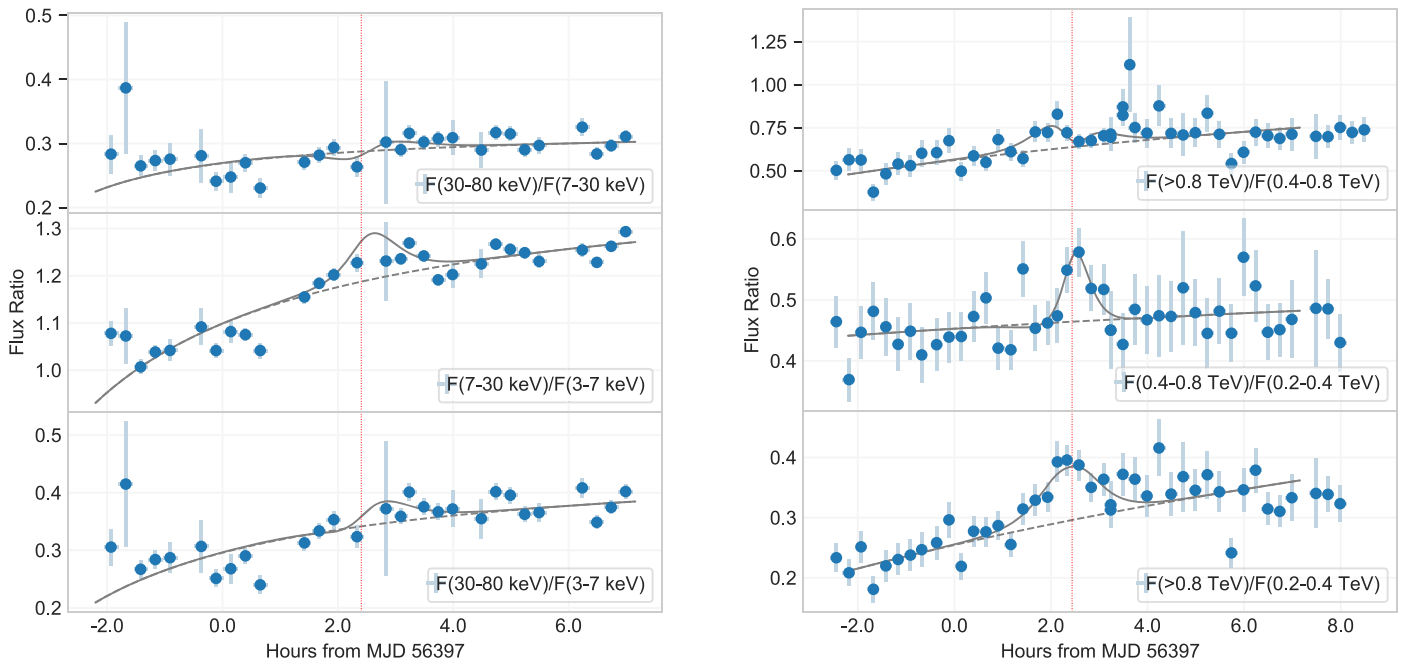 0.5
0.4
0.3
0.2
F(30-80 keV)/F(7-30 keV)
1.3
1.2
1.1
1.0
F(7-30 keV)/F(3-7 keV)
0.5
0.4
0.3
0.2
F(30-80 keV)/F(3-7 keV)
Flux Ratio
-2.0 0.0 2.0 4.0 6.0
Hours from MJD 56397
1.25
1.00
0.75
0.50
F(>0.8 TeV)/F(0.4-0.8 TeV)
0.6
0.5
0.4
F(0.4-0.8 TeV)/F(0.2-0.4 TeV)
0.4
0.3
0.2
F(>0.8 TeV)/F(0.2-0.4 TeV)
Flux Ratio
-2.0 0.0 2.0 4.0 6.0 8.0
Hours from MJD 56397